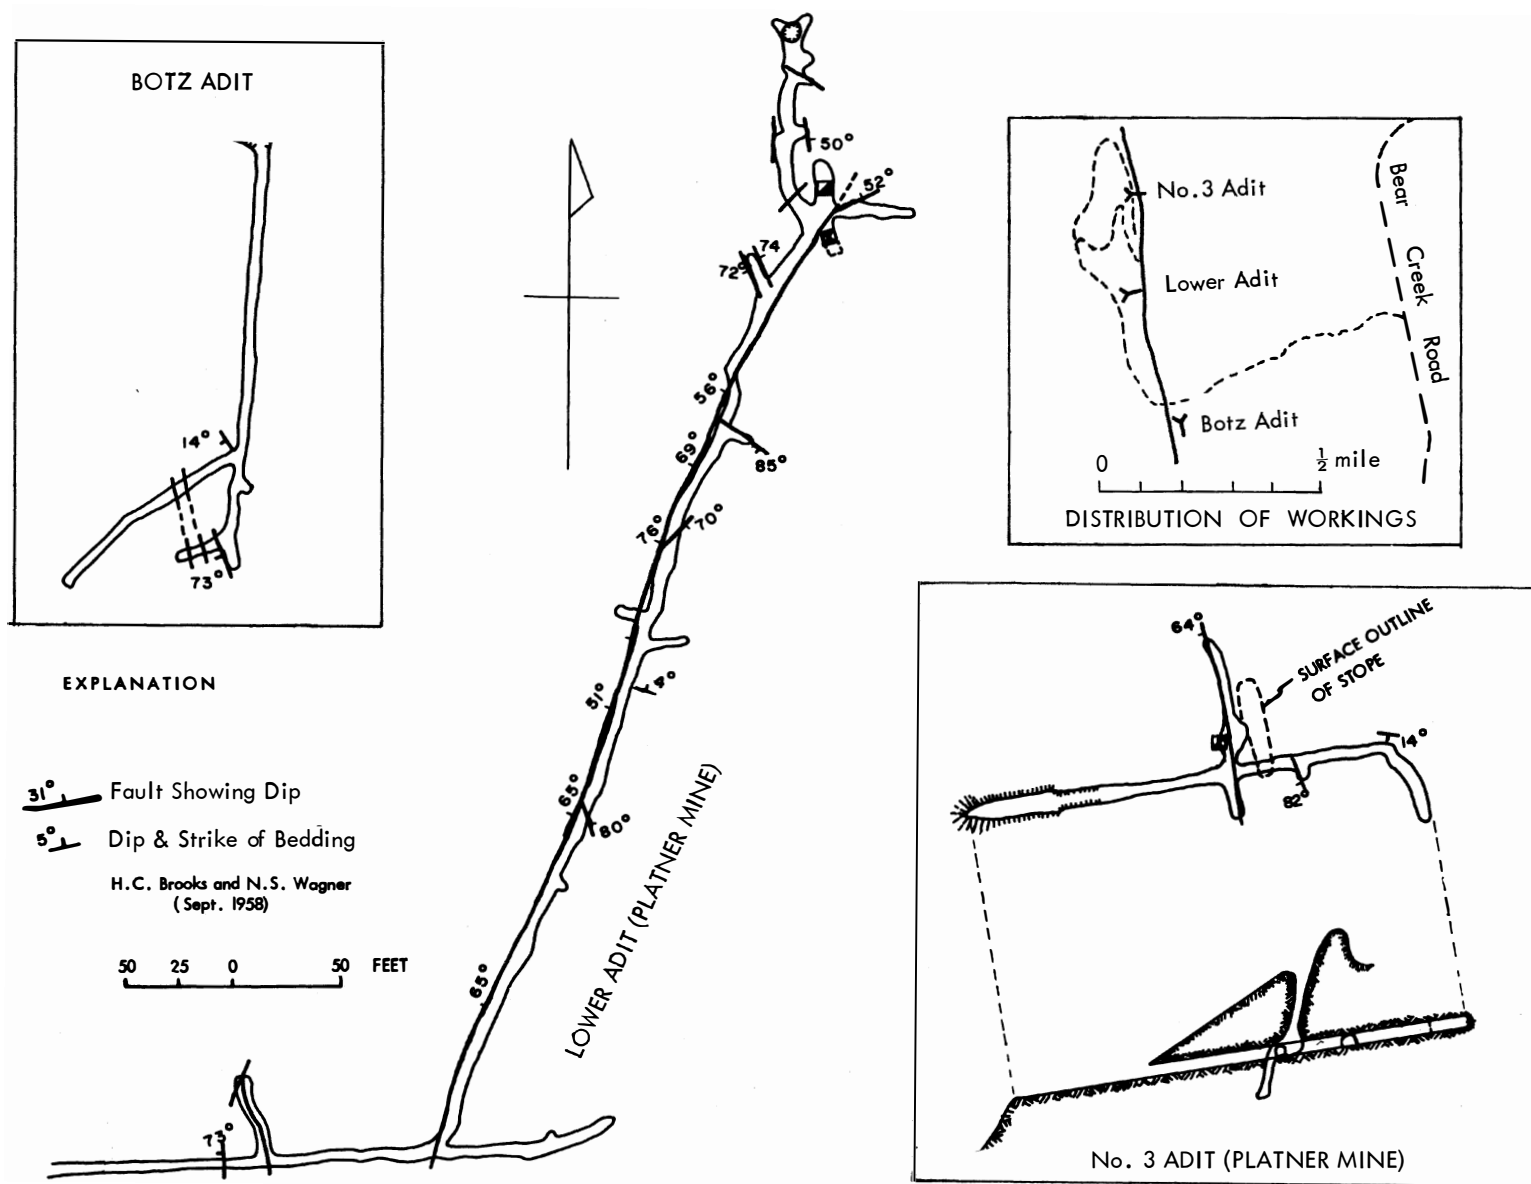 BOTZ ADIT
14°
73°
EXPLANATION
31°
Fault Showing Dip
5°
Dip & Strike of Bedding
H.C. Brooks and N.S. Wagner
(Sept. 1958)
50 25 0 50 FEET
50°
52°
74
72°
56°
69°
85°
76°
70°
51°
4°
65°
80°
65°
73°
LOWER ADIT (PLATNER MINE)
No.3 Adit
Lower Adit
Botz Adit
Bear Creek Road
0 ½ mile
DISTRIBUTION OF WORKINGS
64°
SURFACE OUTLINE
OF STOPE
14°
82°
No. 3 ADIT (PLATNER MINE)